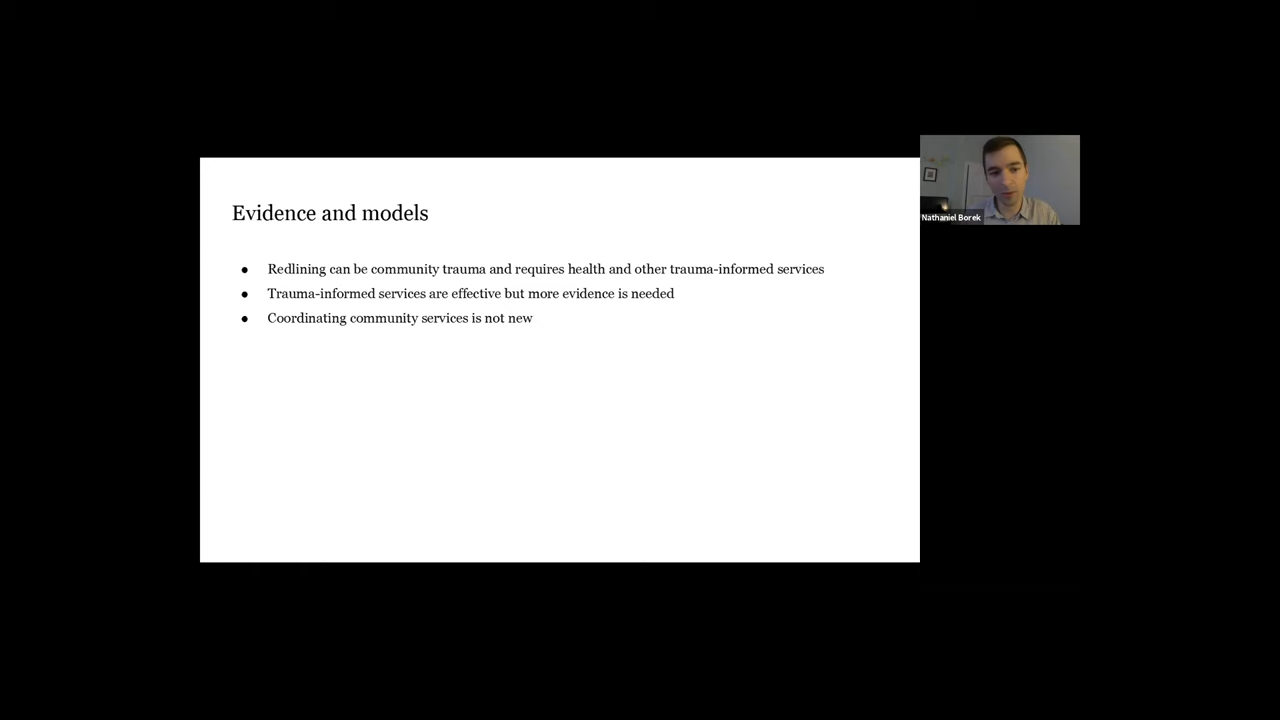 Evidence and models
● Redlining can be community trauma and requires health and other trauma-informed services
● Trauma-informed services are effective but more evidence is needed
● Coordinating community services is not new
Nathaniel Borek